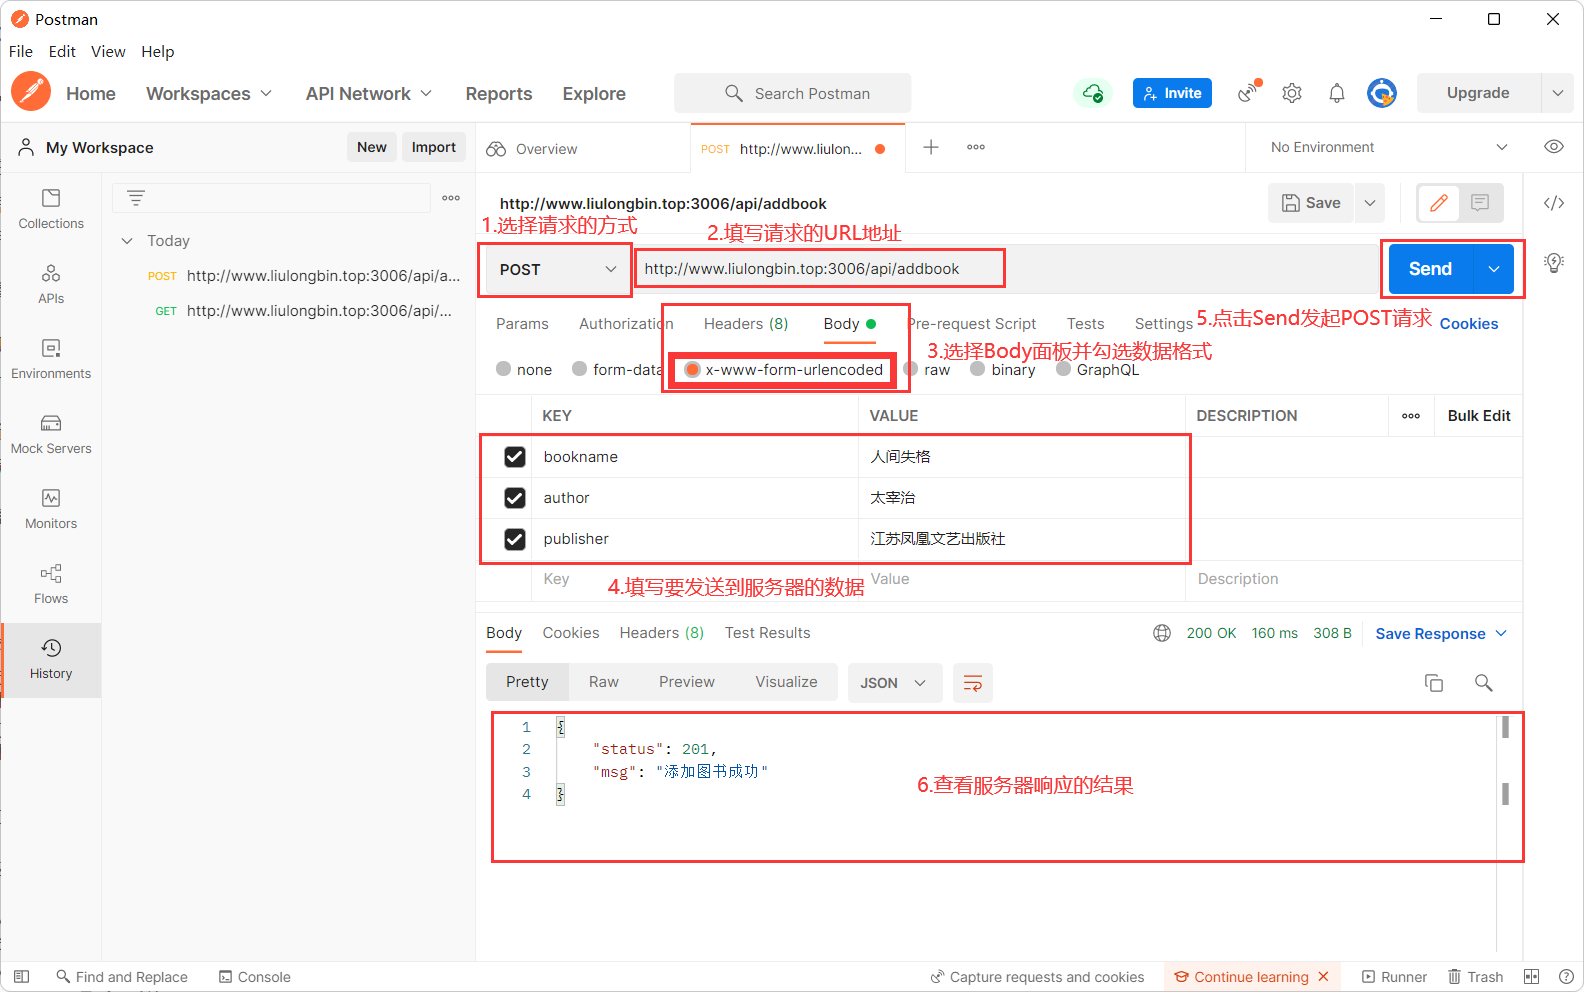 Postman
File Edit View Help
Home Workspaces API Network Reports Explore Search Postman Invite Upgrade
My Workspace New Import Overview POST http://www.liulon... No Environment
http://www.liulongbin.top:3006/api/addbook Save
1.选择请求的方式
2.填写请求的URL地址
POST http://www.liulongbin.top:3006/api/addbook Send
Collections
Today
POST http://www.liulongbin.top:3006/api/a...
GET http://www.liulongbin.top:3006/api/...
APIs
Environments
Mock Servers
Monitors
Flows
History
Params Authorization Headers (8) Body Pre-request Script Tests Settings Cookies
5.点击Send发起POST请求
3.选择Body面板并勾选数据格式
none form-data x-www-form-urlencoded raw binary GraphQL
KEY VALUE DESCRIPTION Bulk Edit
bookname 人间失格
author 太宰治
publisher 江苏凤凰文艺出版社
Key Value Description
4.填写要发送到服务器的数据
Body Cookies Headers (8) Test Results 200 OK 160 ms 308 B Save Response
Pretty Raw Preview Visualize JSON
1 {
2 "status": 201,
3 "msg": "添加图书成功"
4 }
6.查看服务器响应的结果
Find and Replace Console Capture requests and cookies Continue learning Runner Trash